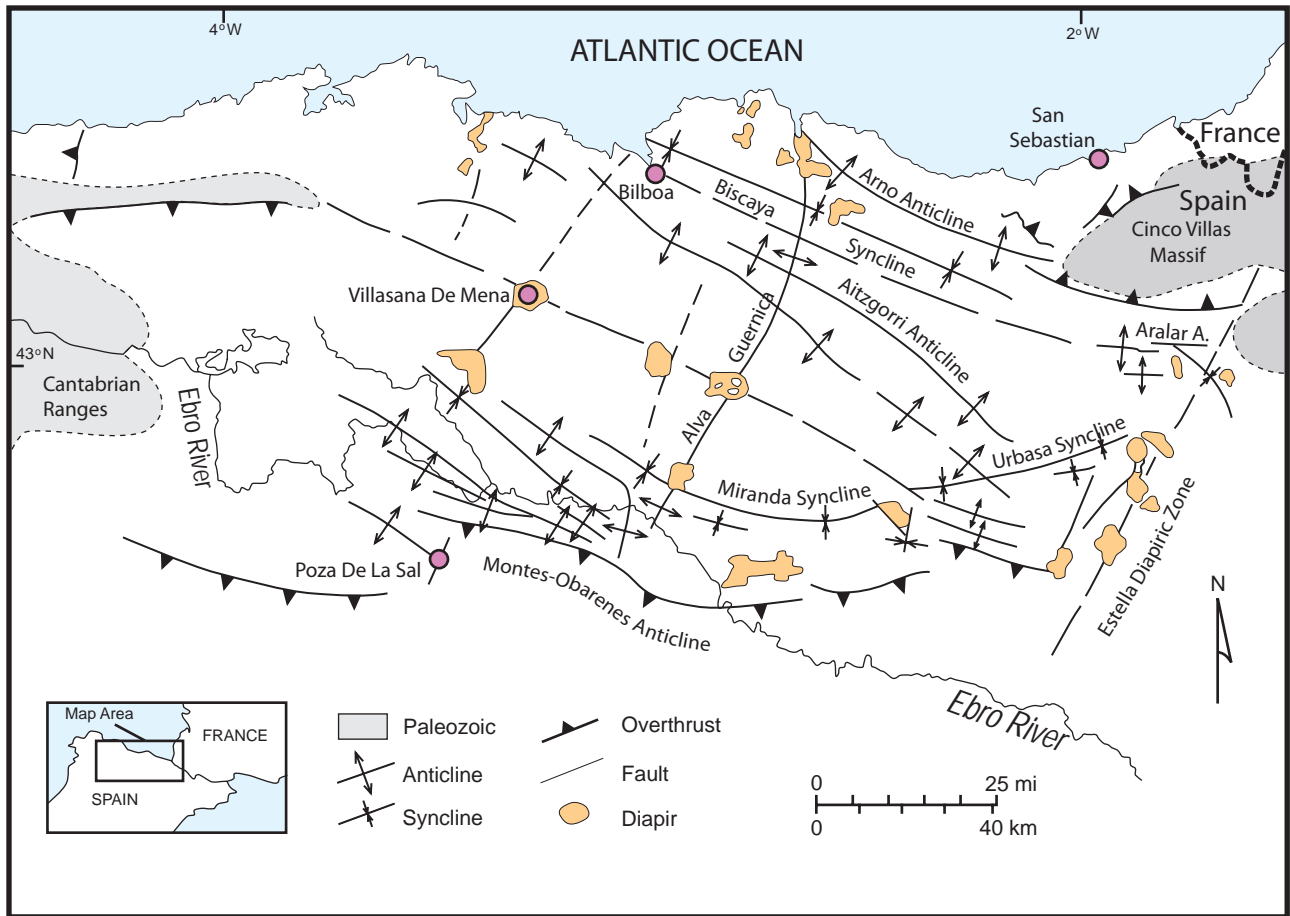 4°W
2°W
ATLANTIC OCEAN
San
Sebastian
France
Bilboa
Biscaya
Syncline
Arno Anticline
Spain
Cinco Villas
Massif
Villasana De Mena
Guernica
Aitzgorri Anticline
Aralar A.
43°N
Cantabrian
Ranges
Ebro River
Alva
Urbasa Syncline
Miranda Syncline
Poza De La Sal
Montes-Obarenes Anticline
Estella Diapiric Zone
N
Ebro River
Map Area
FRANCE
SPAIN
Paleozoic
Anticline
Syncline
Overthrust
Fault
Diapir
0 25 mi
0 40 km